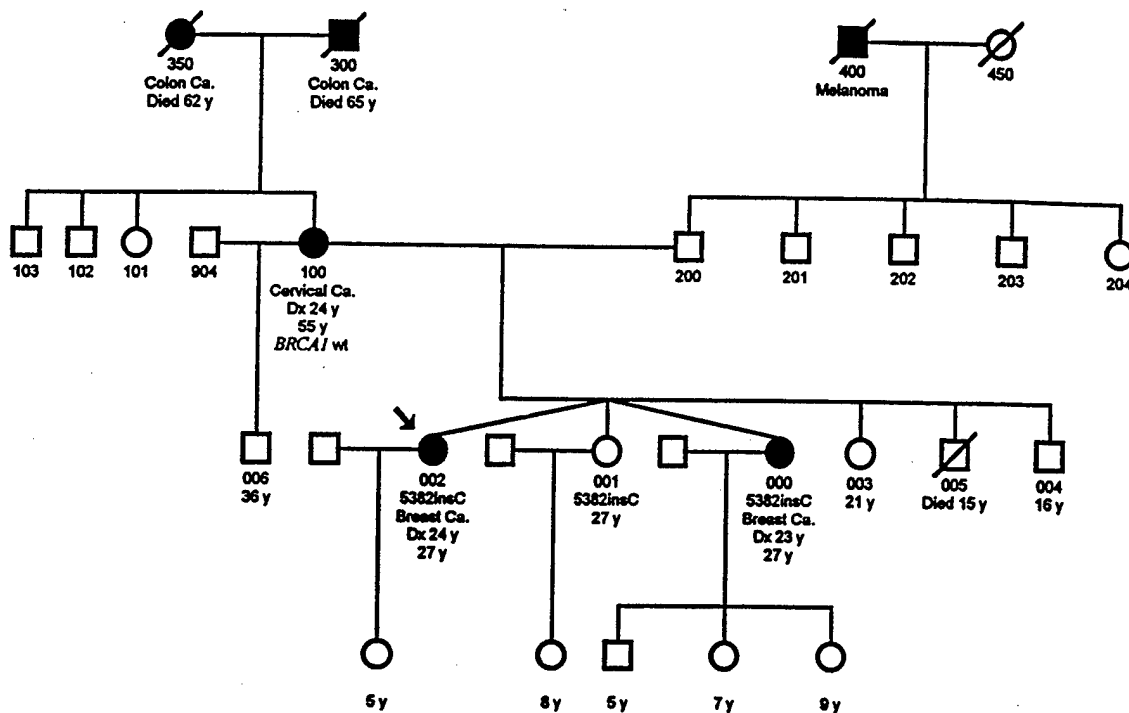 350
Colon Ca.
Died 62 y
300
Colon Ca.
Died 65 y
400
Melanoma
450
103
102
101
904
100
Cervical Ca.
Dx 24 y
55 y
BRCA1 wt
200
201
202
203
204
006
36 y
002
5382insC
Breast Ca.
Dx 24 y
27 y
001
5382insC
27 y
000
5382insC
Breast Ca.
Dx 23 y
27 y
003
21 y
005
Died 15 y
004
16 y
5 y
8 y
5 y
7 y
9 y